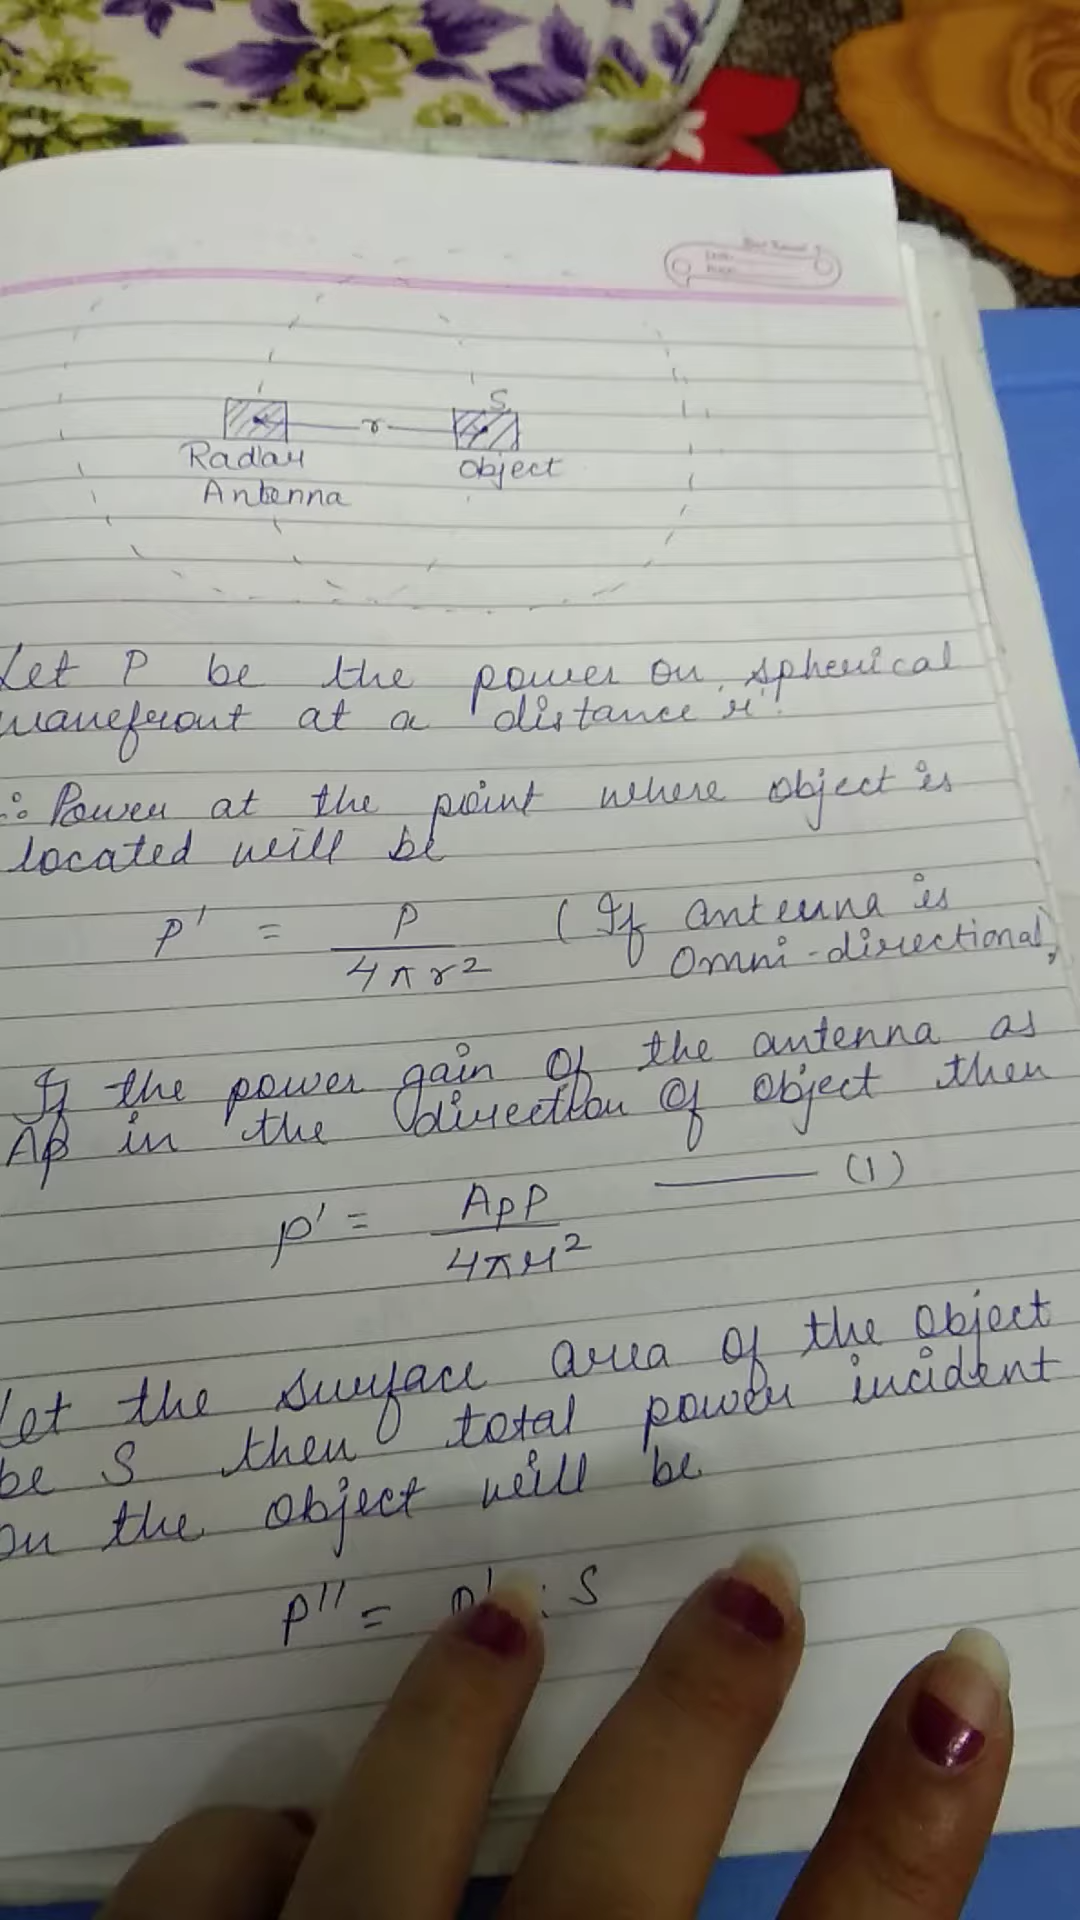 S
r
Radar
Object
Antenna
Let P be the power on spherical
wavefront at a distance 'r'.
∴ Power at the point where object is
located will be
P' = P / 4πr² (If antenna is
Omni-directional)
If the power gain of the antenna as
Ap in the direction of object then
P' = ApP / 4πr² —— (1)
Let the surface area of the object
be S then total power incident
on the object will be
P'' = P' . S